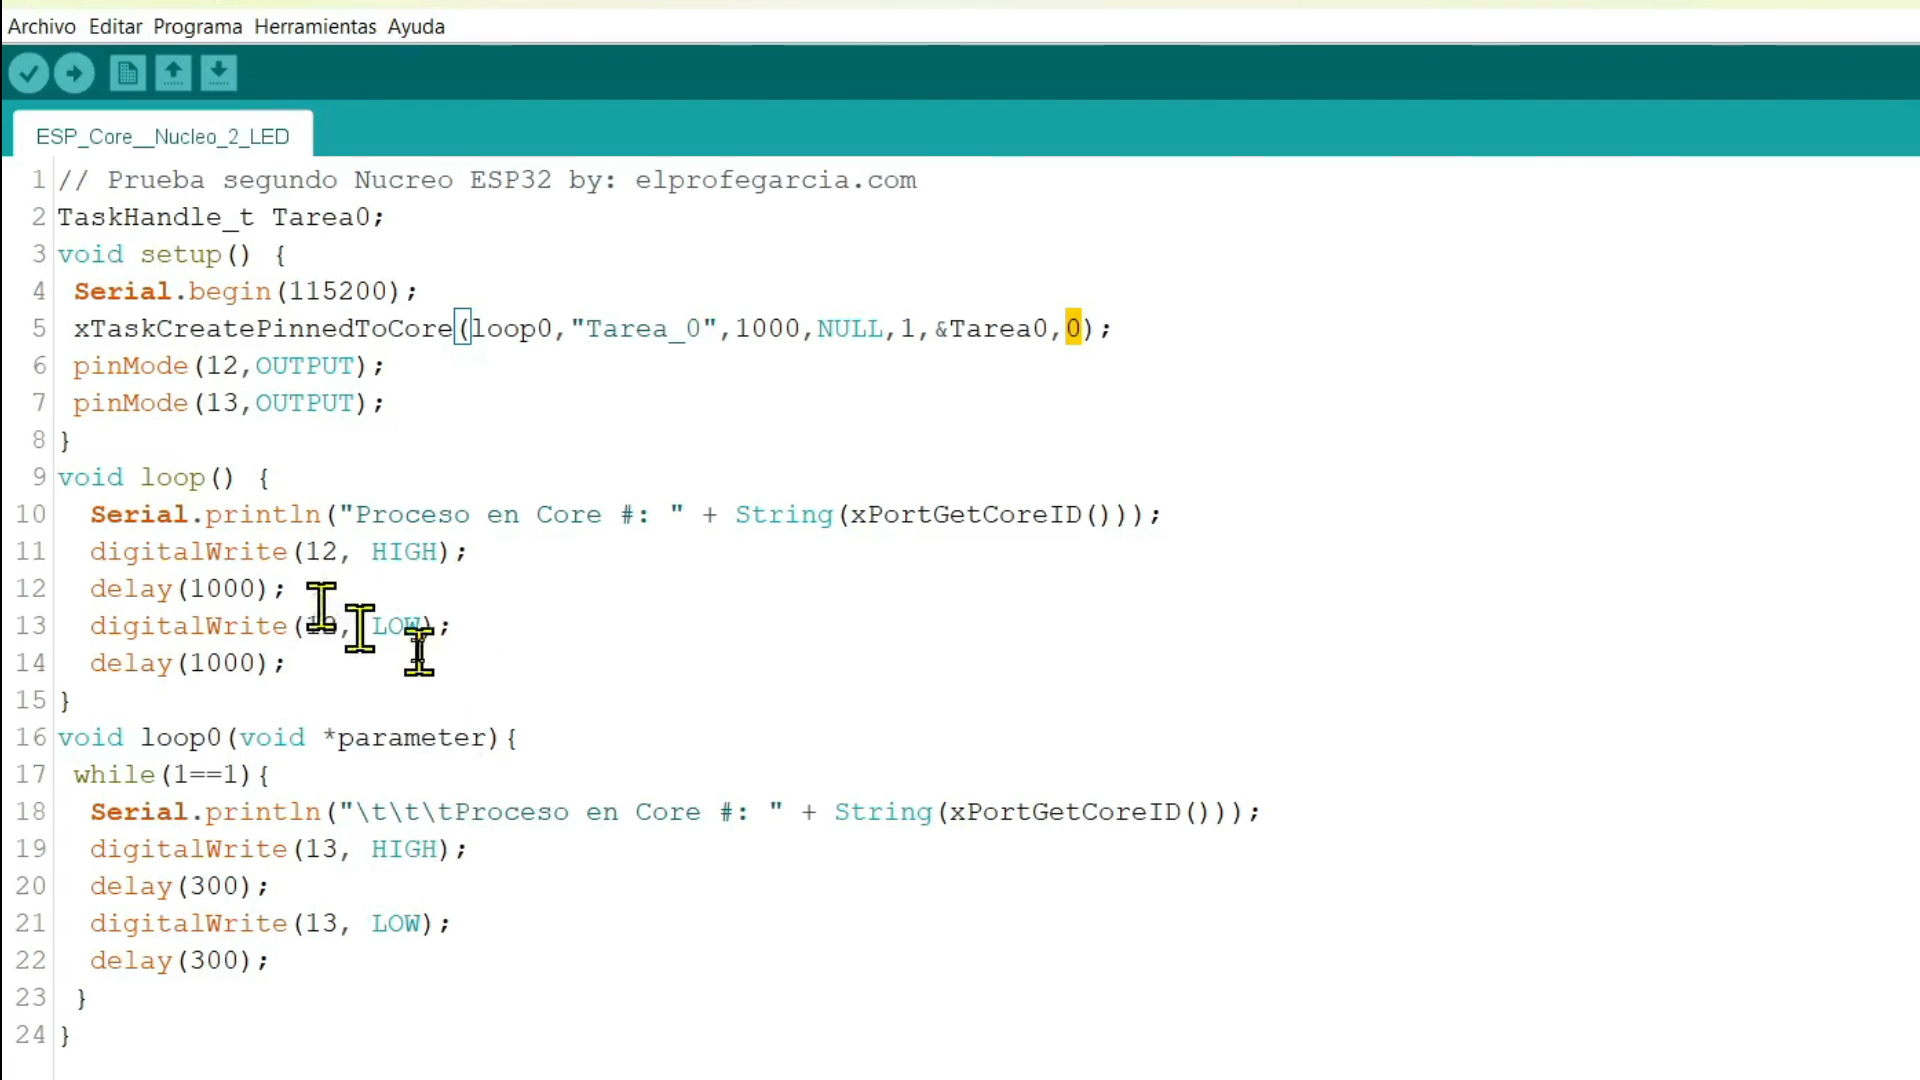 Archivo Editar Programa Herramientas Ayuda
ESP_Core__Nucleo_2_LED
1 // Prueba segundo Nucreo ESP32 by: elprofegarcia.com
2 TaskHandle_t Tarea0;
3 void setup() {
4 Serial.begin(115200);
5 xTaskCreatePinnedToCore(loop0,"Tarea_0",1000,NULL,1,&Tarea0,0);
6 pinMode(12,OUTPUT);
7 pinMode(13,OUTPUT);
8 }
9 void loop() {
10 Serial.println("Proceso en Core #: " + String(xPortGetCoreID()));
11 digitalWrite(12, HIGH);
12 delay(1000);
13 digitalWrite(12, LOW);
14 delay(1000);
15 }
16 void loop0(void *parameter){
17 while(1==1){
18 Serial.println("\t\t\tProceso en Core #: " + String(xPortGetCoreID()));
19 digitalWrite(13, HIGH);
20 delay(300);
21 digitalWrite(13, LOW);
22 delay(300);
23 }
24 }